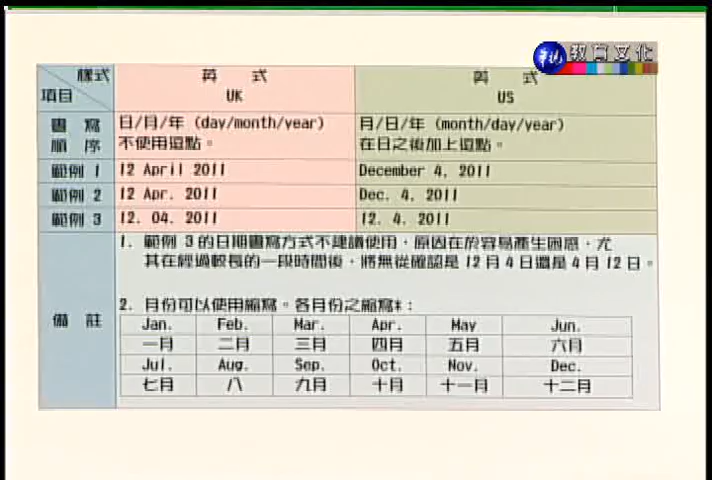 華視 教育文化
樣式 英 式 美 式
項目 UK US
書 寫 日/月/年 (day/month/year) 月/日/年 (month/day/year)
順 序 不使用逗點。 在日之後加上逗點。
範例 1 12 April 2011 December 4, 2011
範例 2 12 Apr. 2011 Dec. 4, 2011
範例 3 12. 04. 2011 12. 4. 2011
備 註
1. 範例 3 的日期書寫方式不建議使用,原因在於容易產生困惑,尤
其在經過較長的一段時間後,將無從確認是 12 月 4 日還是 4 月 12 日。
2. 月份可以使用縮寫。各月份之縮寫*:
Jan. Feb. Mar. Apr. May Jun.
一月 二月 三月 四月 五月 六月
Jul. Aug. Sep. Oct. Nov. Dec.
七月 八 九月 十月 十一月 十二月